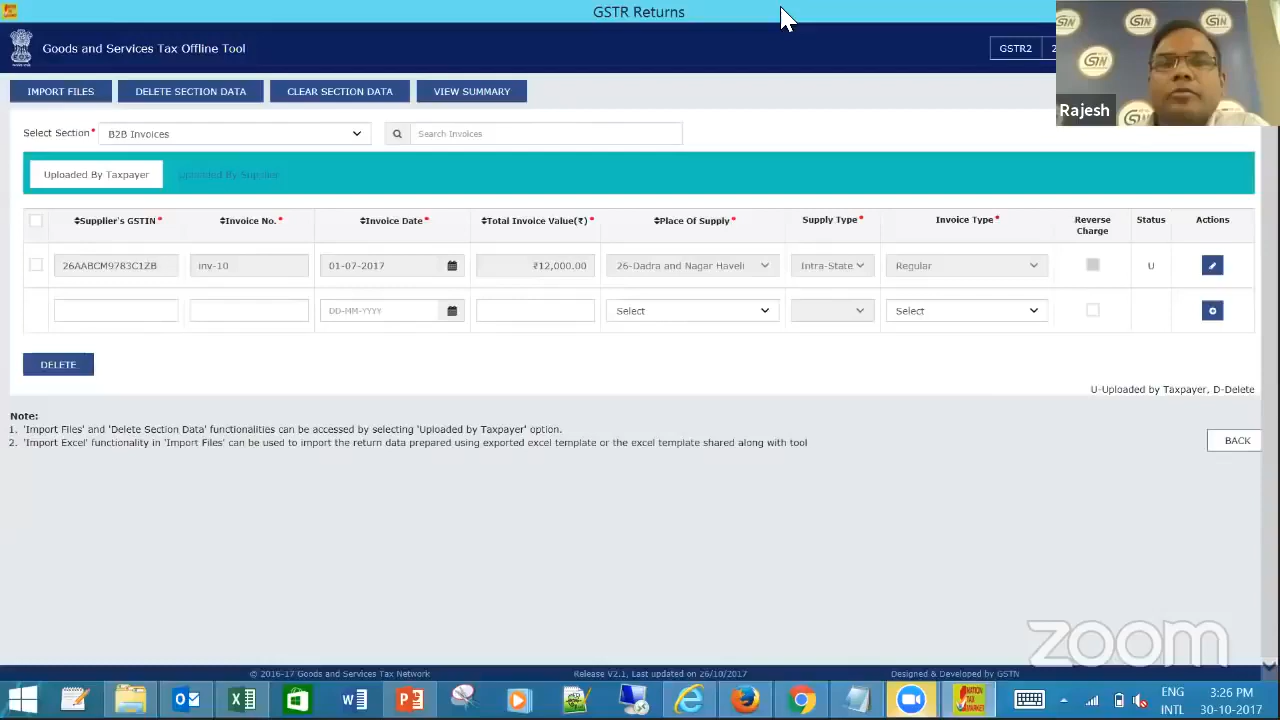 GSTR Returns
Goods and Services Tax Offline Tool
GSTR2
2
GSTN
Rajesh
IMPORT FILES DELETE SECTION DATA CLEAR SECTION DATA VIEW SUMMARY
Select Section* B2B Invoices Search Invoices
Uploaded By Taxpayer Uploaded By Supplier
Supplier's GSTIN* Invoice No.* Invoice Date* Total Invoice Value(₹)* Place Of Supply* Supply Type* Invoice Type* Reverse Charge Status Actions
26AABCM9783C1ZB inv-10 01-07-2017 ₹12,000.00 26-Dadra and Nagar Haveli Intra-State Regular U
DD-MM-YYYY Select Select
DELETE
U-Uploaded by Taxpayer, D-Delete
Note:
1. 'Import Files' and 'Delete Section Data' functionalities can be accessed by selecting 'Uploaded by Taxpayer' option.
2. 'Import Excel' functionality in 'Import Files' can be used to import the return data prepared using exported excel template or the excel template shared along with tool
BACK
zoom
© 2016-17 Goods and Services Tax Network Release V2.1, Last updated on 26/10/2017 Designed & Developed by GSTN
ENG 3:26 PM
INTL 30-10-2017